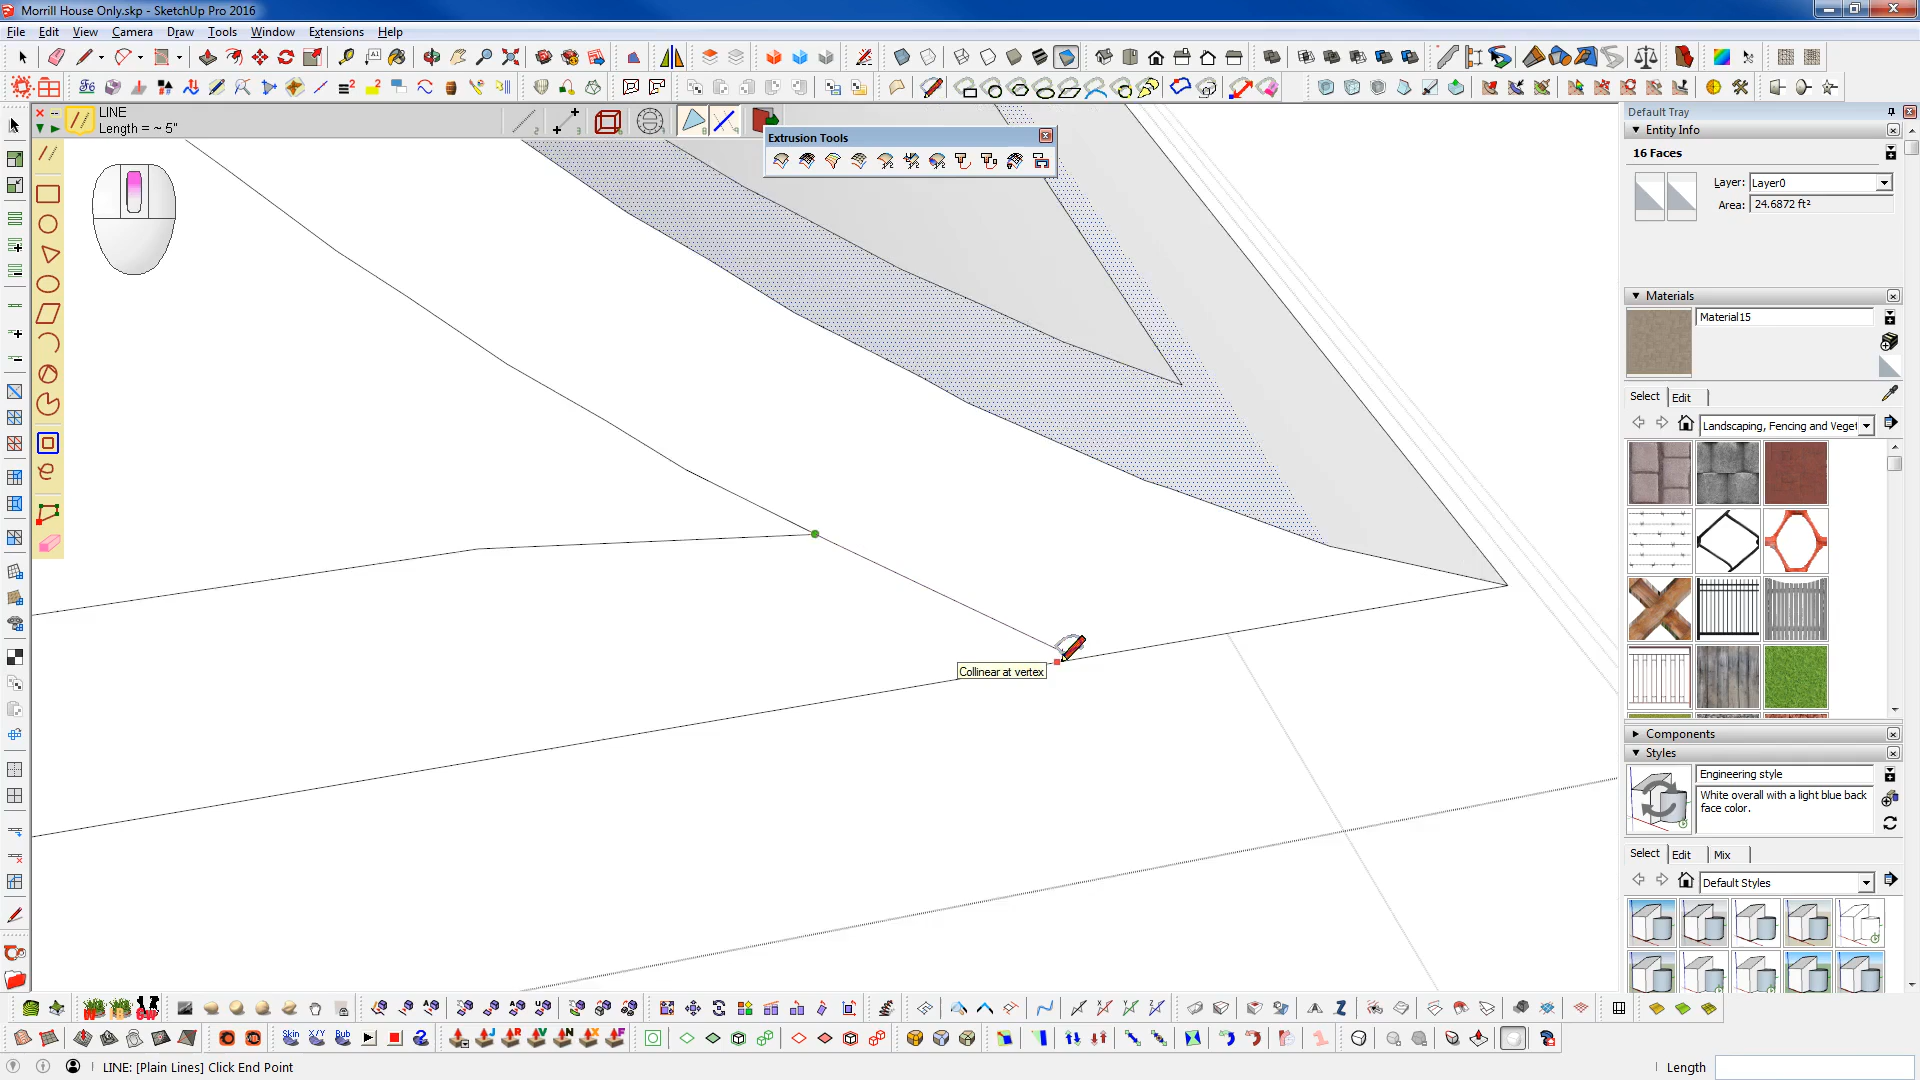 Morrill House Only.skp - SketchUp Pro 2016
File Edit View Camera Draw Tools Window Extensions Help
LINE
Length = ~ 5"
Extrusion Tools
Collinear at vertex
Default Tray
Entity Info
16 Faces
Layer: Layer0
Area: 24.6872 ft²
Materials
Material15
Select Edit
Landscaping, Fencing and Veget
Components
Styles
Engineering style
White overall with a light blue back
face color.
Select Edit Mix
Default Styles
Skin X/Y Bub
J R V N X F
LINE: [Plain Lines] Click End Point
Length